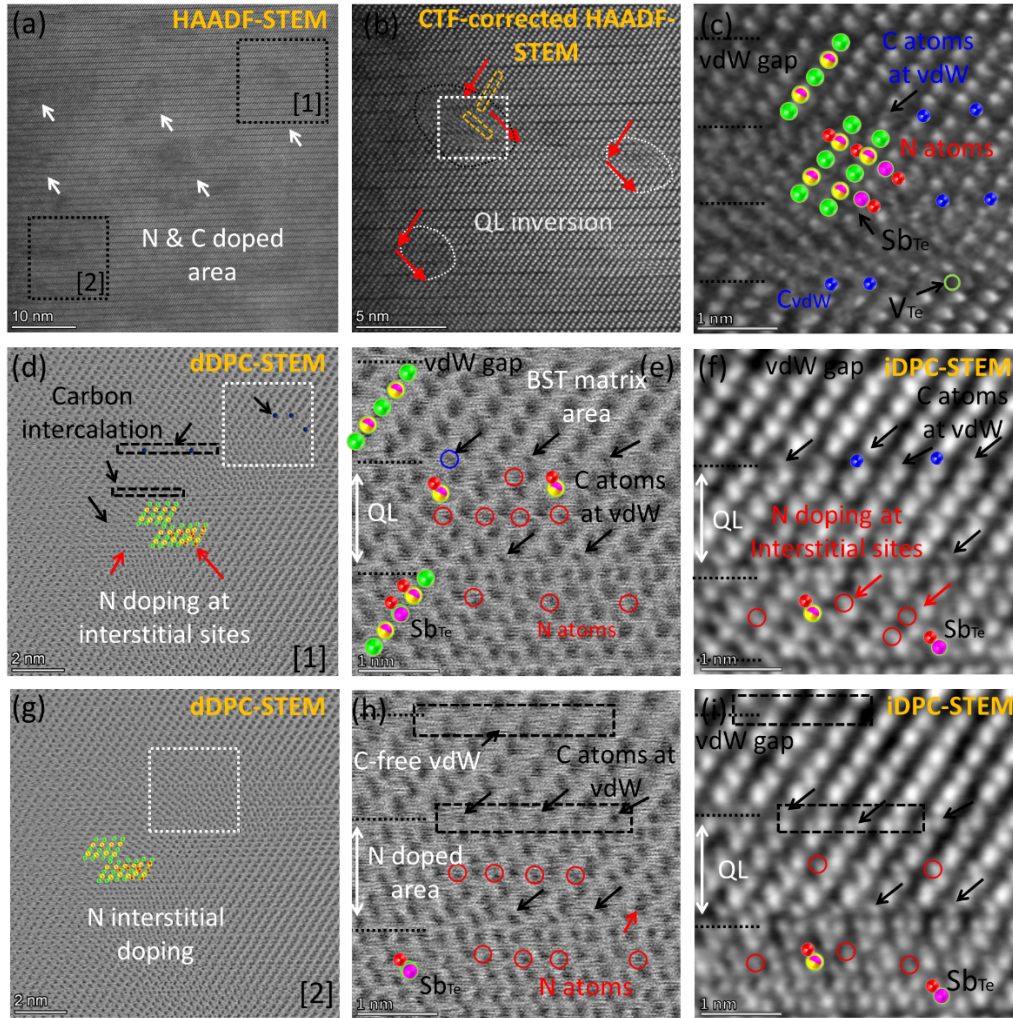 (a)
HAADF-STEM
[1]
N & C doped
area
[2]
10 nm
(b)
CTF-corrected HAADF-
STEM
QL inversion
5 nm
(c)
C atoms
at vdW
vdW gap
N atoms
SbTe
CvdW
VTe
1 nm
(d)
dDPC-STEM
Carbon
intercalation
N doping at
interstitial sites
2 nm
[1]
vdW gap
(e)
BST matrix
area
C atoms
at vdW
QL
SbTe
N atoms
1 nm
(f)
iDPC-STEM
vdW gap
C atoms
at vdW
QL
N doping at
Interstitial sites
SbTe
1 nm
(g)
dDPC-STEM
N interstitial
doping
2 nm
[2]
(h)
C-free vdW
C atoms at
vdW
N doped
area
SbTe
N atoms
1 nm
(i)
iDPC-STEM
vdW gap
QL
SbTe
1 nm